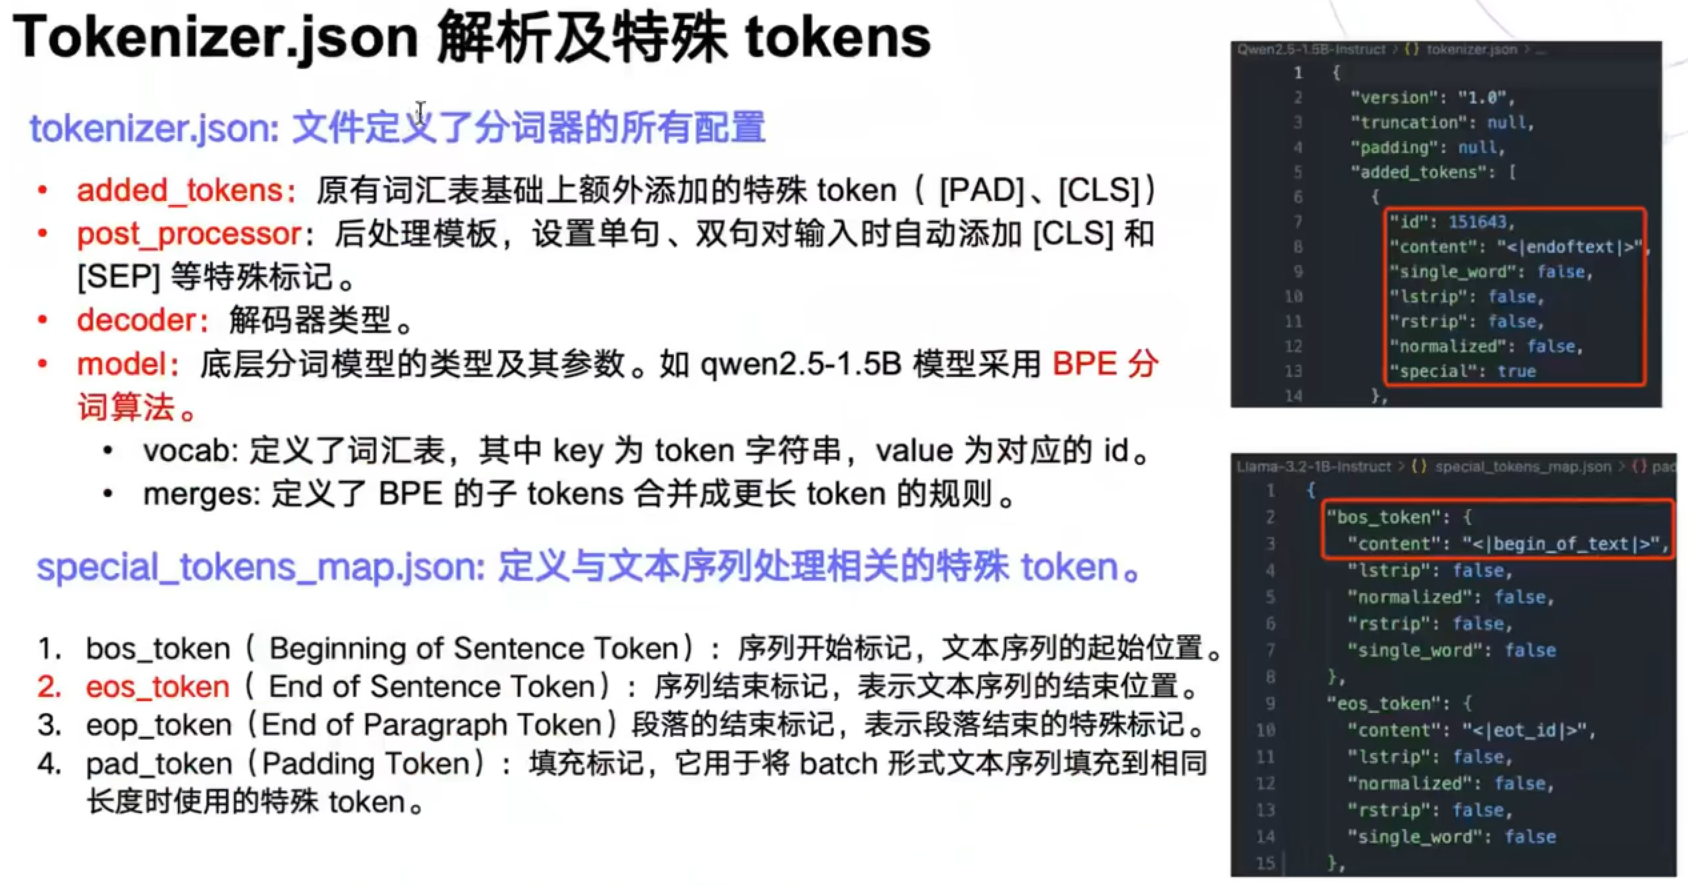 Tokenizer.json 解析及特殊 tokens
tokenizer.json: 文件定义了分词器的所有配置
• added_tokens：原有词汇表基础上额外添加的特殊 token（ [PAD]、[CLS]）
• post_processor：后处理模板，设置单句、双句对输入时自动添加 [CLS] 和
[SEP] 等特殊标记。
• decoder：解码器类型。
• model：底层分词模型的类型及其参数。如 qwen2.5-1.5B 模型采用 BPE 分
词算法。
• vocab: 定义了词汇表，其中 key 为 token 字符串，value 为对应的 id。
• merges: 定义了 BPE 的子 tokens 合并成更长 token 的规则。
special_tokens_map.json: 定义与文本序列处理相关的特殊 token。
1. bos_token（ Beginning of Sentence Token）：序列开始标记，文本序列的起始位置。
2. eos_token（ End of Sentence Token）：序列结束标记，表示文本序列的结束位置。
3. eop_token（End of Paragraph Token）段落的结束标记，表示段落结束的特殊标记。
4. pad_token（Padding Token）：填充标记，它用于将 batch 形式文本序列填充到相同
长度时使用的特殊 token。
Qwen2.5-1.5B-Instruct > {} tokenizer.json > ...
1 {
2 "version": "1.0",
3 "truncation": null,
4 "padding": null,
5 "added_tokens": [
6 {
7 "id": 151643,
8 "content": "<|endoftext|>",
9 "single_word": false,
10 "lstrip": false,
11 "rstrip": false,
12 "normalized": false,
13 "special": true
14 },
Llama-3.2-1B-Instruct > {} special_tokens_map.json > {} pad
1 {
2 "bos_token": {
3 "content": "<|begin_of_text|>",
4 "lstrip": false,
5 "normalized": false,
6 "rstrip": false,
7 "single_word": false
8 },
9 "eos_token": {
10 "content": "<|eot_id|>",
11 "lstrip": false,
12 "normalized": false,
13 "rstrip": false,
14 "single_word": false
15 },